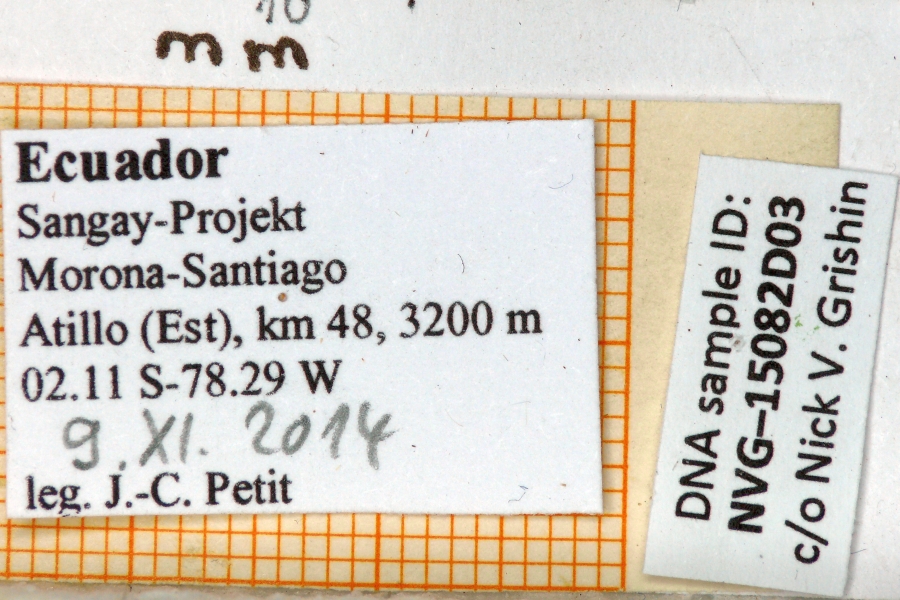 10
mm
Ecuador
Sangay-Projekt
Morona-Santiago
Atillo (Est), km 48, 3200 m
02.11 S-78.29 W
9.XI.2014
leg. J.-C. Petit
DNA sample ID:
NVG–15082D03
c/o Nick V. Grishin